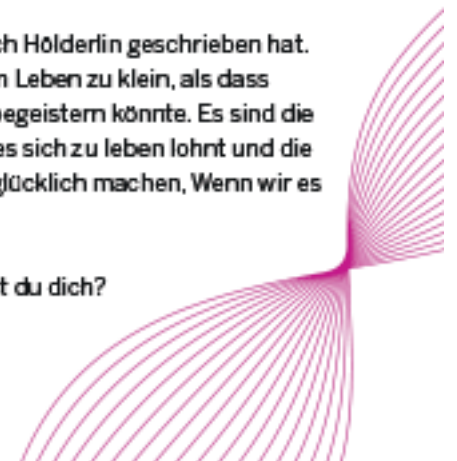 ch Hölderlin geschrieben hat.
n Leben zu klein, als dass
begeistern könnte. Es sind die
es sich zu leben lohnt und die
glücklich machen, Wenn wir es
t du dich?